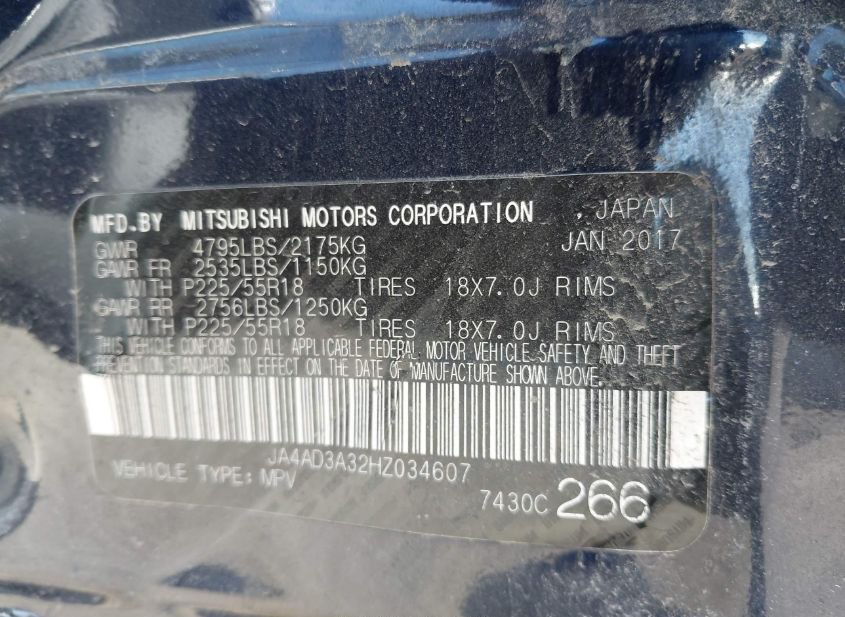 MFD.BY MITSUBISHI MOTORS CORPORATION , JAPAN
GVWR 4795LBS/2175KG JAN 2017
GAWR FR 2535LBS/1150KG
WITH P225/55R18 TIRES 18X7.0J RIMS
GAWR RR 2756LBS/1250KG
WITH P225/55R18 TIRES 18X7.0J RIMS
THIS VEHICLE CONFORMS TO ALL APPLICABLE FEDERAL MOTOR VEHICLE SAFETY AND THEFT
PREVENTION STANDARDS IN EFFECT ON THE DATE OF MANUFACTURE SHOWN ABOVE.
JA4AD3A32HZ034607
VEHICLE TYPE: MPV
7430C 266